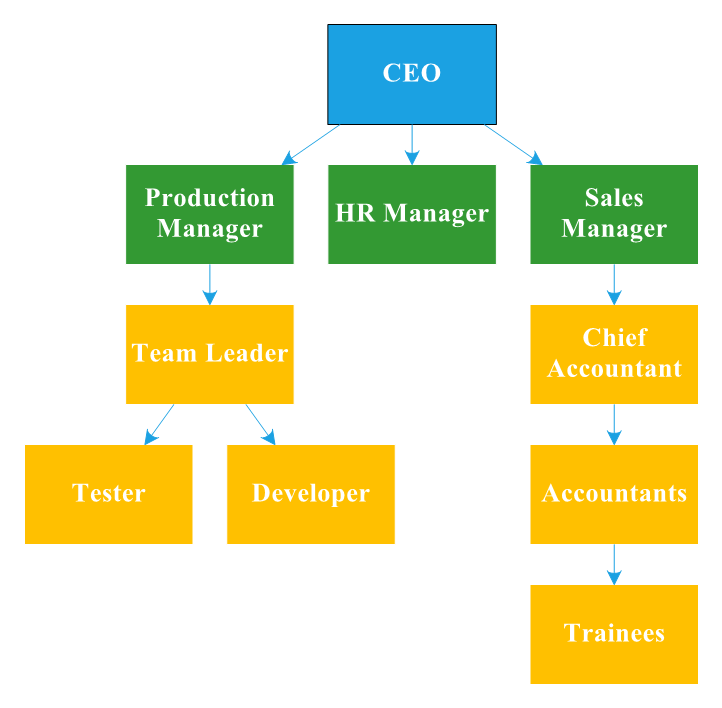 CEO
Production
Manager
HR Manager
Sales
Manager
Team Leader
Chief
Accountant
Tester
Developer
Accountants
Trainees